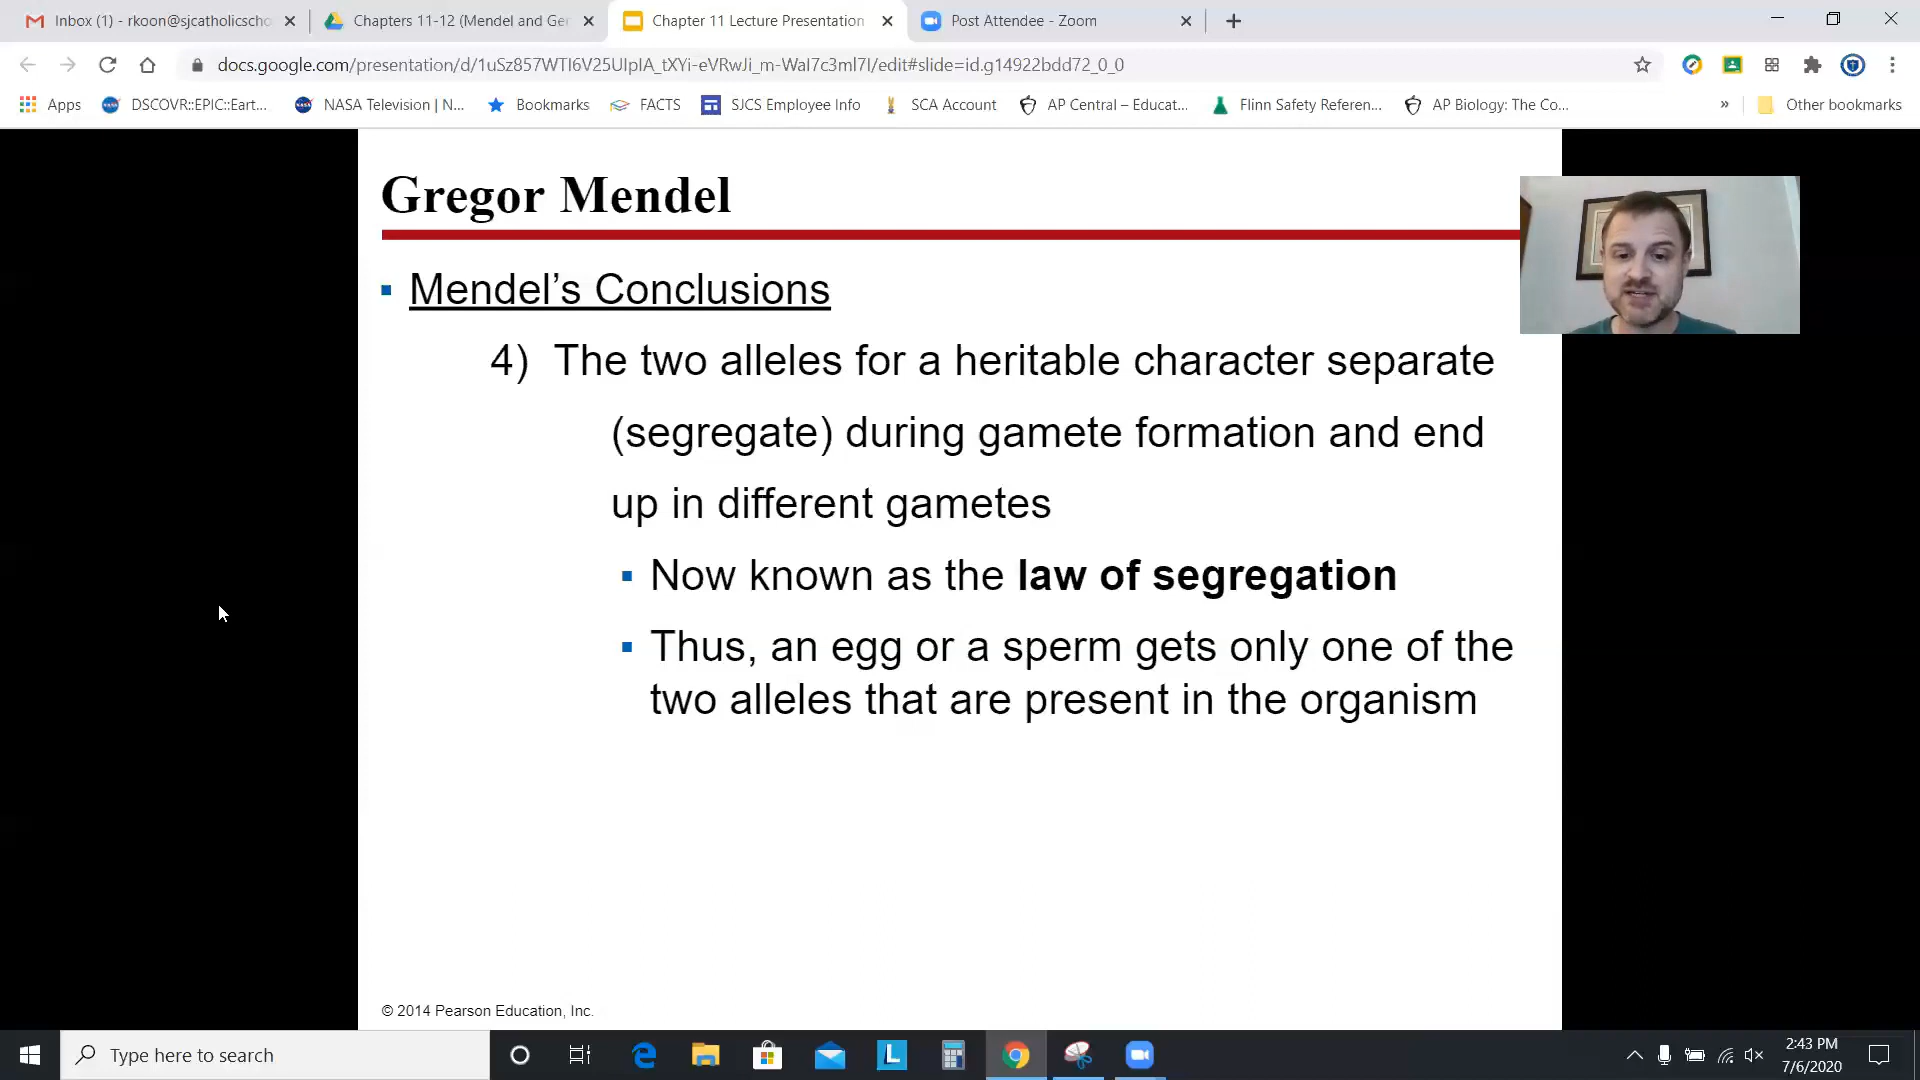 Inbox (1) - rkoon@sjcatholicscho
Chapters 11-12 (Mendel and Ger
Chapter 11 Lecture Presentation
Post Attendee - Zoom
docs.google.com/presentation/d/1uSz857WTI6V25UIpIA_tXYi-eVRwJi_m-WaI7c3mI7I/edit#slide=id.g14922bdd72_0_0
Apps
DSCOVR::EPIC::Eart...
NASA Television | N...
Bookmarks
FACTS
SJCS Employee Info
SCA Account
AP Central – Educat...
Flinn Safety Referen...
AP Biology: The Co...
»
Other bookmarks
Gregor Mendel
▪ Mendel’s Conclusions
4) The two alleles for a heritable character separate
(segregate) during gamete formation and end
up in different gametes
▪ Now known as the law of segregation
▪ Thus, an egg or a sperm gets only one of the
two alleles that are present in the organism
© 2014 Pearson Education, Inc.
Type here to search
L
2:43 PM
7/6/2020